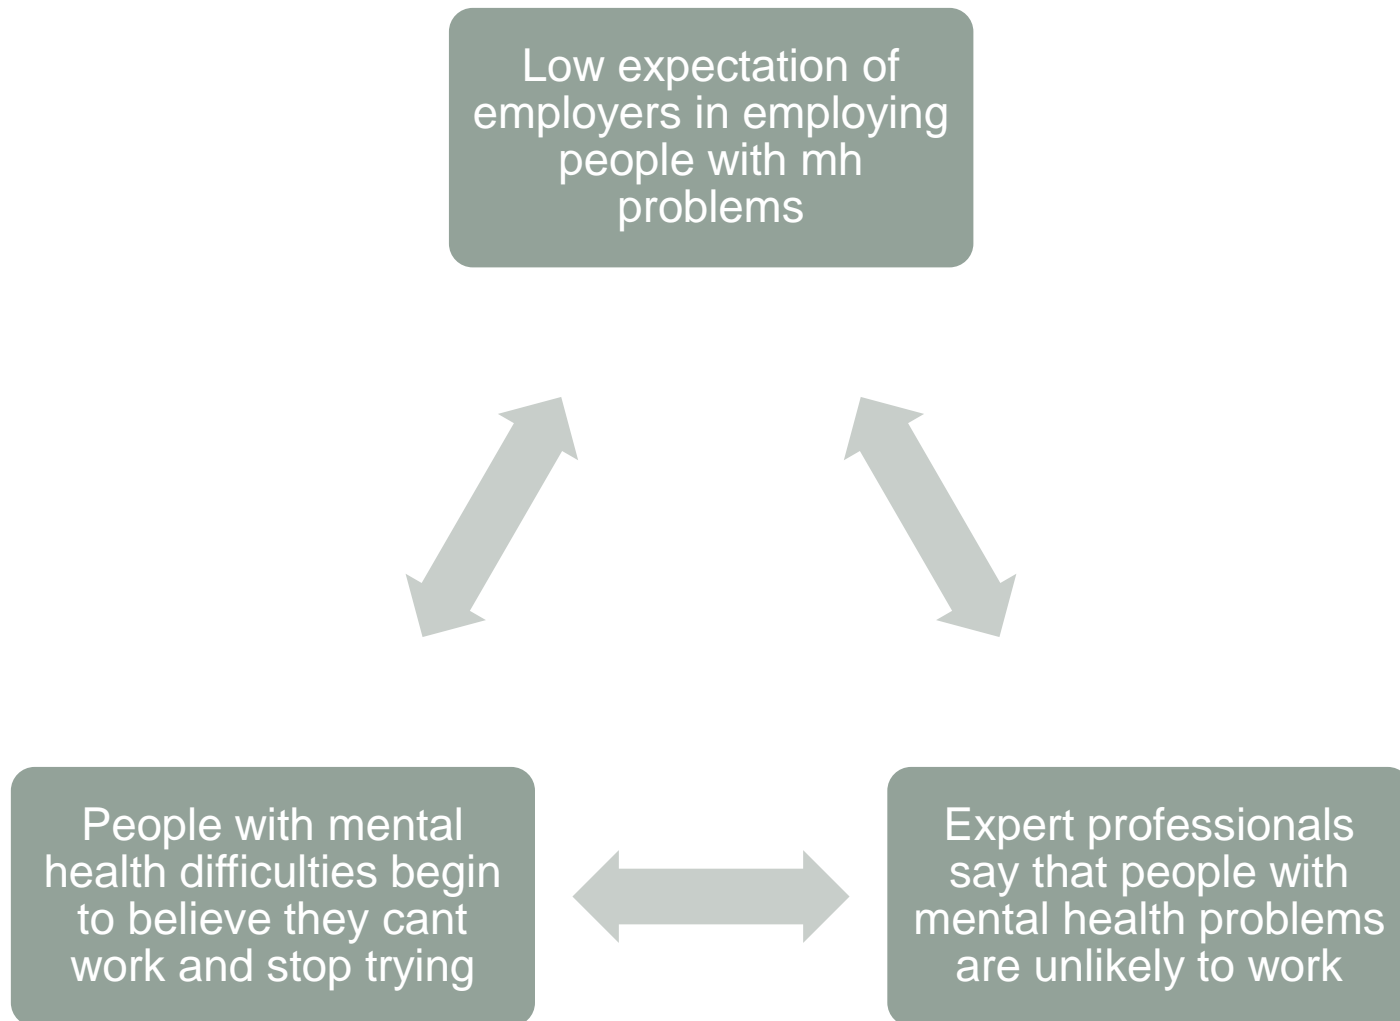 Low expectation of
employers in employing
people with mh
problems
People with mental
health difficulties begin
to believe they cant
work and stop trying
Expert professionals
say that people with
mental health problems
are unlikely to work